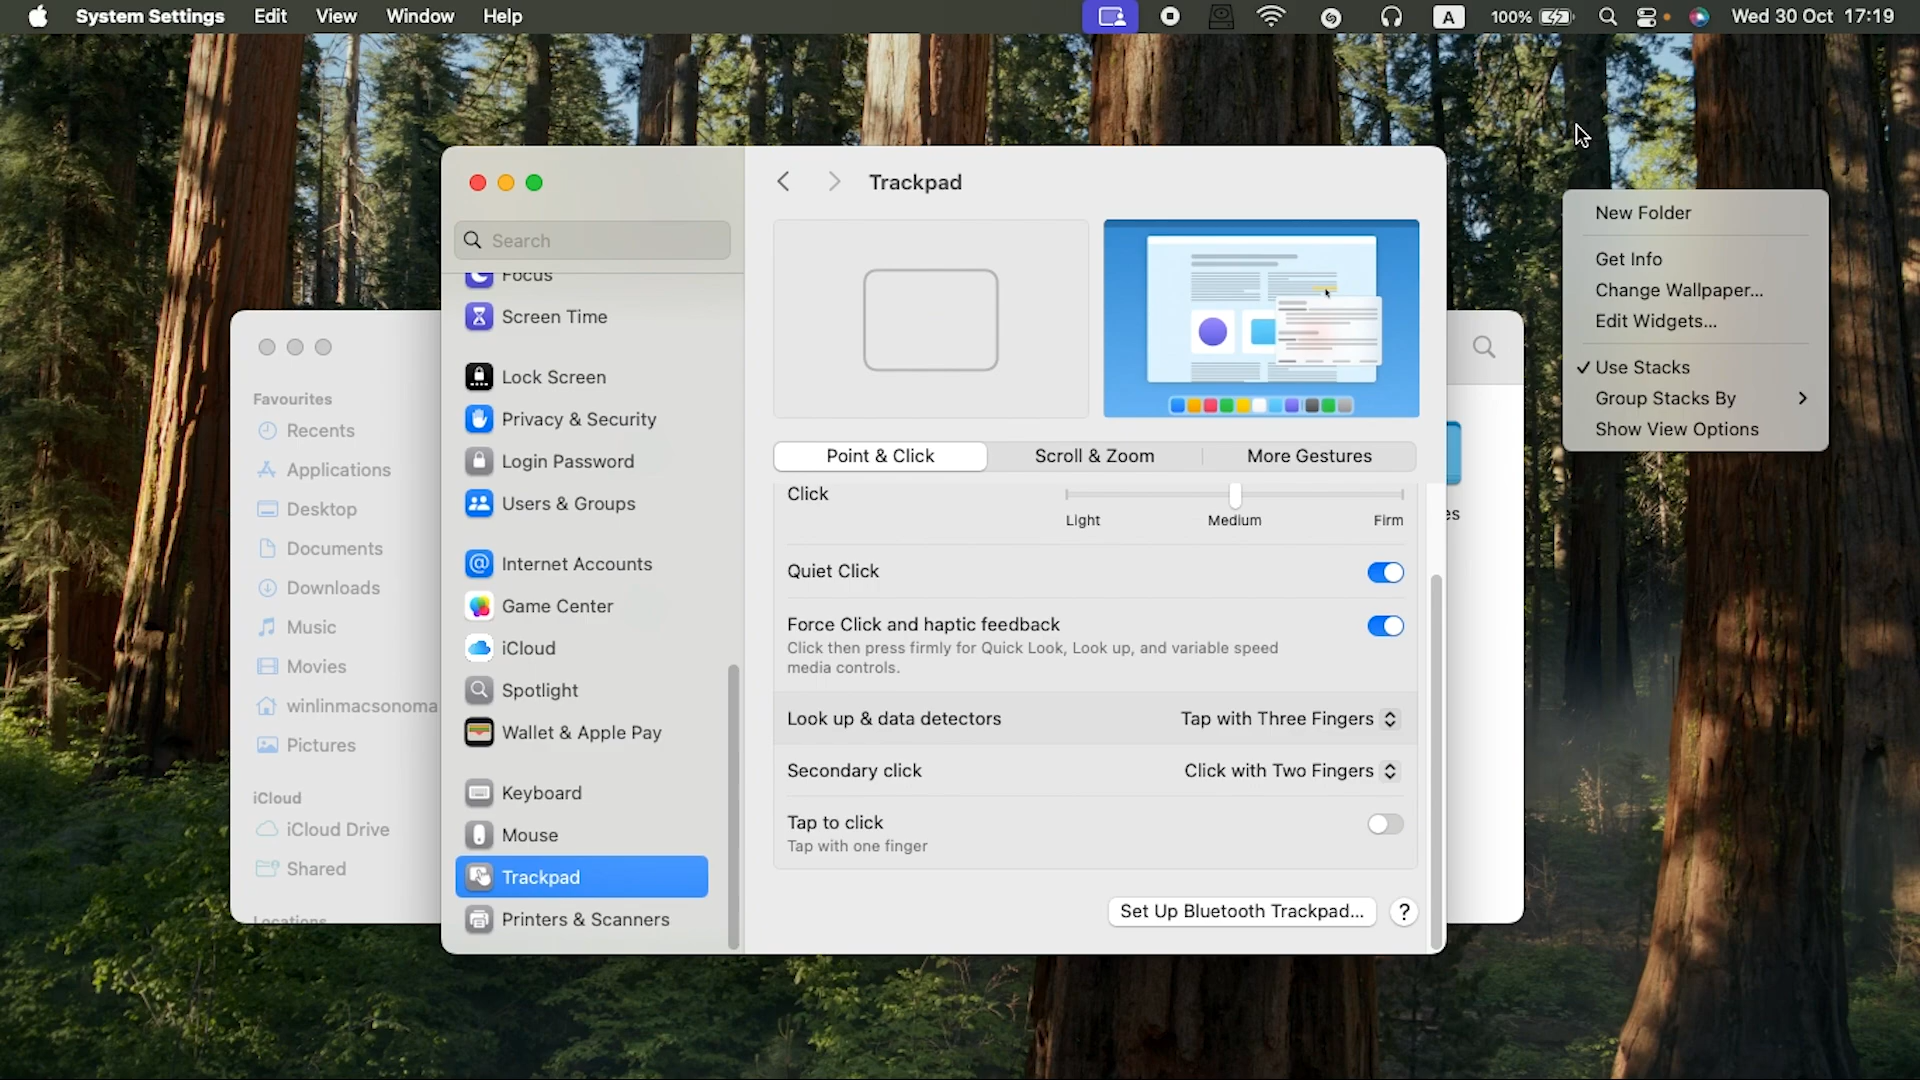 System Settings Edit View Window Help
A 100% Wed 30 Oct 17:19
Trackpad
Search
Focus
Screen Time
Lock Screen
Privacy & Security
Login Password
Users & Groups
Internet Accounts
Game Center
iCloud
Spotlight
Wallet & Apple Pay
Keyboard
Mouse
Trackpad
Printers & Scanners
Favourites
Recents
Applications
Desktop
Documents
Downloads
Music
Movies
winlinmacsonoma
Pictures
iCloud
iCloud Drive
Shared
Locations
Point & Click Scroll & Zoom More Gestures
Click
Light Medium Firm
Quiet Click
Force Click and haptic feedback
Click then press firmly for Quick Look, Look up, and variable speed
media controls.
Look up & data detectors Tap with Three Fingers
Secondary click Click with Two Fingers
Tap to click
Tap with one finger
Set Up Bluetooth Trackpad... ?
es
New Folder
Get Info
Change Wallpaper...
Edit Widgets...
✓ Use Stacks
Group Stacks By
Show View Options